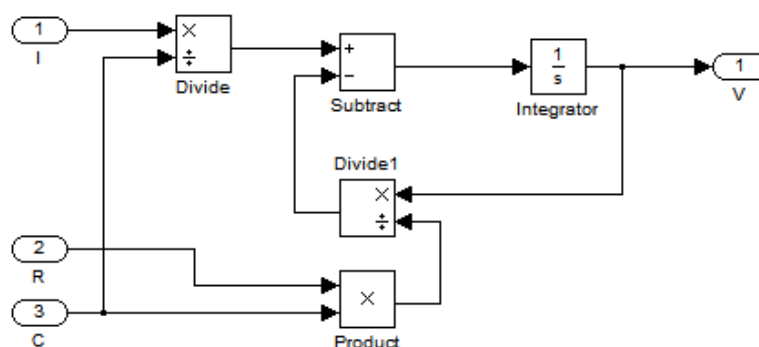 1
I
×
÷
Divide
+
−
Subtract
1
s
Integrator
1
V
Divide1
×
÷
2
R
3
C
×
Product